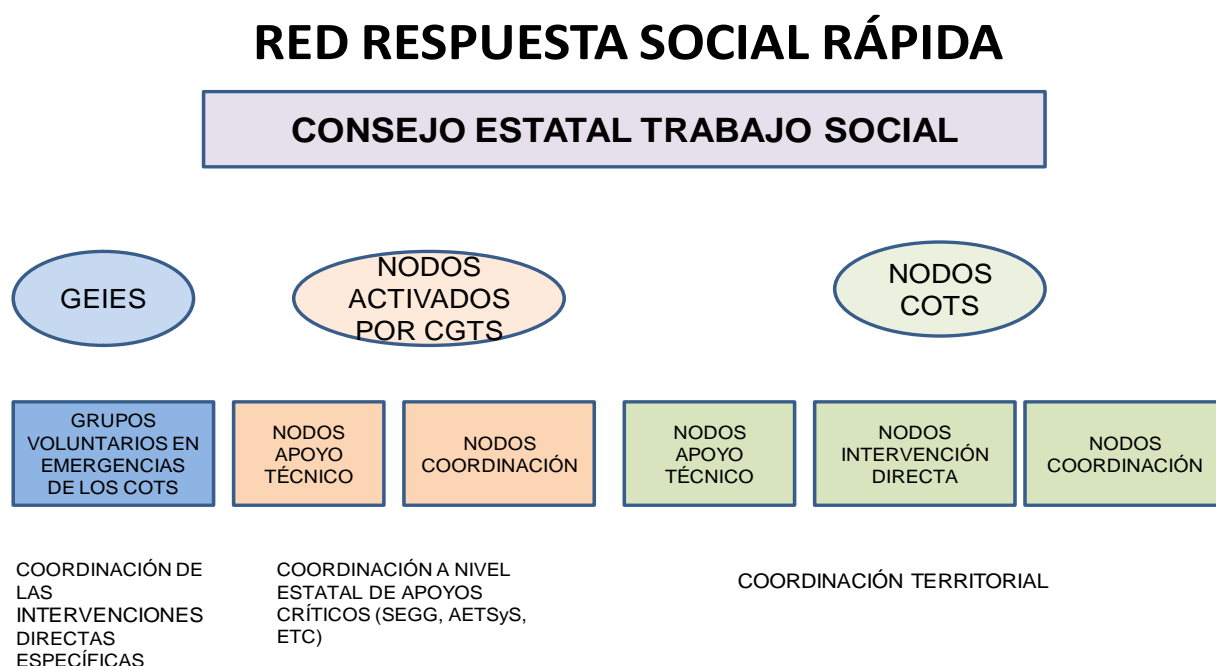 RED RESPUESTA SOCIAL RÁPIDA
CONSEJO ESTATAL TRABAJO SOCIAL
GEIES
NODOS
ACTIVADOS
POR CGTS
NODOS
COTS
GRUPOS
VOLUNTARIOS EN
EMERGENCIAS
DE LOS COTS
NODOS
APOYO
TÉCNICO
NODOS
COORDINACIÓN
NODOS
APOYO
TÉCNICO
NODOS
INTERVENCIÓN
DIRECTA
NODOS
COORDINACIÓN
COORDINACIÓN DE
LAS
INTERVENCIONES
DIRECTAS
ESPECÍFICAS
COORDINACIÓN A NIVEL
ESTATAL DE APOYOS
CRÍTICOS (SEGG, AETSyS,
ETC)
COORDINACIÓN TERRITORIAL